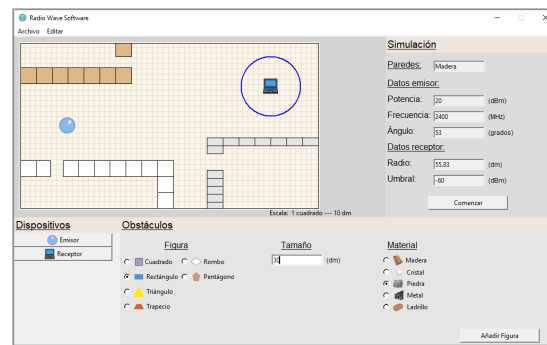 Radio Wave Software
Archivo Editar
Simulación
Paredes: Madera
Datos emisor:
Potencia: 20 (dBm)
Frecuencia: 2400 (MHz)
Ángulo: 53 (grados)
Datos receptor:
Radio: 55.83 (dm)
Umbral: -60 (dBm)
Comenzar
Escala: 1 cuadrado --- 10 dm
Dispositivos
Emisor
Receptor
Obstáculos
Figura
Cuadrado Rombo
Rectángulo Pentágono
Triángulo
Trapecio
Tamaño
30 (dm)
Material
Madera
Cristal
Piedra
Metal
Ladrillo
Añadir Figura